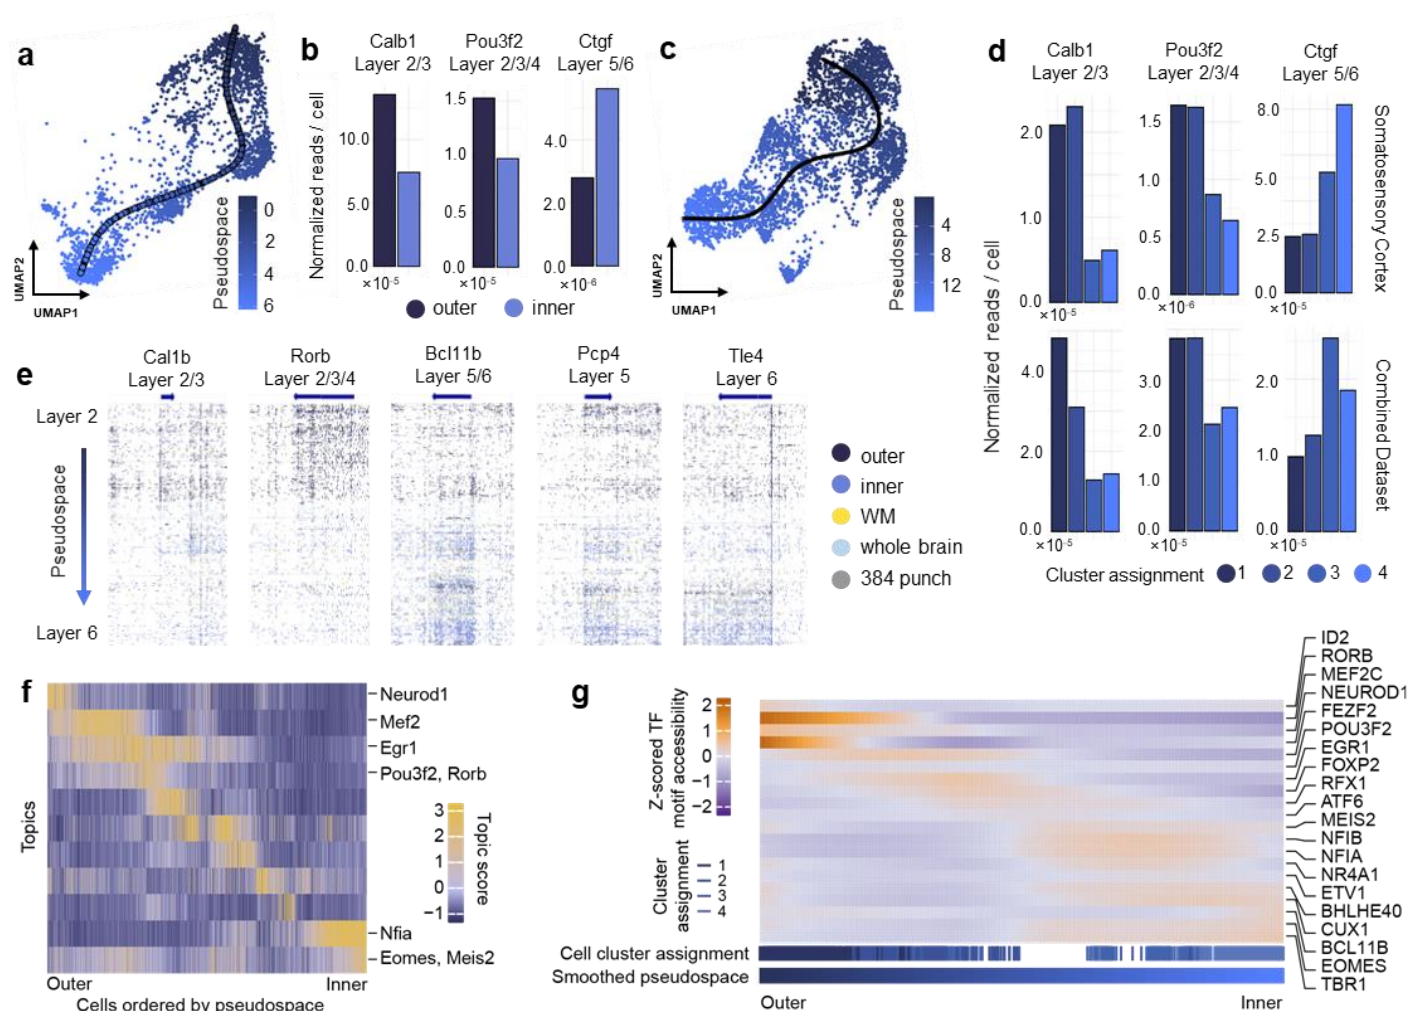 a
UMAP2
UMAP1
Pseudospace
0
2
4
6
b
Calb1
Layer 2/3
Pou3f2
Layer 2/3/4
Ctgf
Layer 5/6
Normalized reads / cell
10.0
5.0
0.0
×10⁻⁵
1.5
1.0
0.5
0.0
×10⁻⁵
4.0
2.0
0.0
×10⁻⁶
outer
inner
c
UMAP2
UMAP1
Pseudospace
4
8
12
d
Calb1
Layer 2/3
Pou3f2
Layer 2/3/4
Ctgf
Layer 5/6
Normalized reads / cell
2.0
1.0
0.0
×10⁻⁵
1.5
1.0
0.5
0.0
×10⁻⁶
8.0
5.0
2.5
0.0
×10⁻⁵
Somatosensory Cortex
4.0
2.0
0.0
×10⁻⁵
3.0
2.0
1.0
0.0
×10⁻⁵
2.0
1.0
0.0
×10⁻⁵
Combined Dataset
Cluster assignment
1
2
3
4
e
Cal1b
Layer 2/3
Rorb
Layer 2/3/4
Bcl11b
Layer 5/6
Pcp4
Layer 5
Tle4
Layer 6
Layer 2
Pseudospace
Layer 6
outer
inner
WM
whole brain
384 punch
f
Topics
Neurod1
Mef2
Egr1
Pou3f2, Rorb
Nfia
Eomes, Meis2
3
2
1
0
−1
Topic score
Outer
Inner
Cells ordered by pseudospace
g
Z-scored TF
motif accessibility
2
1
0
−1
−2
Cluster
assignment
1
2
3
4
Cell cluster assignment
Smoothed pseudospace
Outer
Inner
ID2
RORB
MEF2C
NEUROD1
FEZF2
POU3F2
EGR1
FOXP2
RFX1
ATF6
MEIS2
NFIB
NFIA
NR4A1
ETV1
BHLHE40
CUX1
BCL11B
EOMES
TBR1